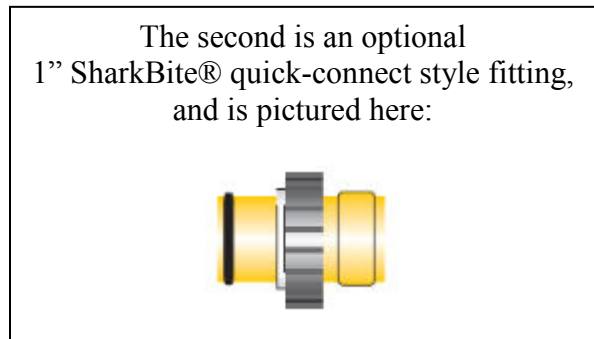 The second is an optional
1” SharkBite® quick-connect style fitting,
and is pictured here: